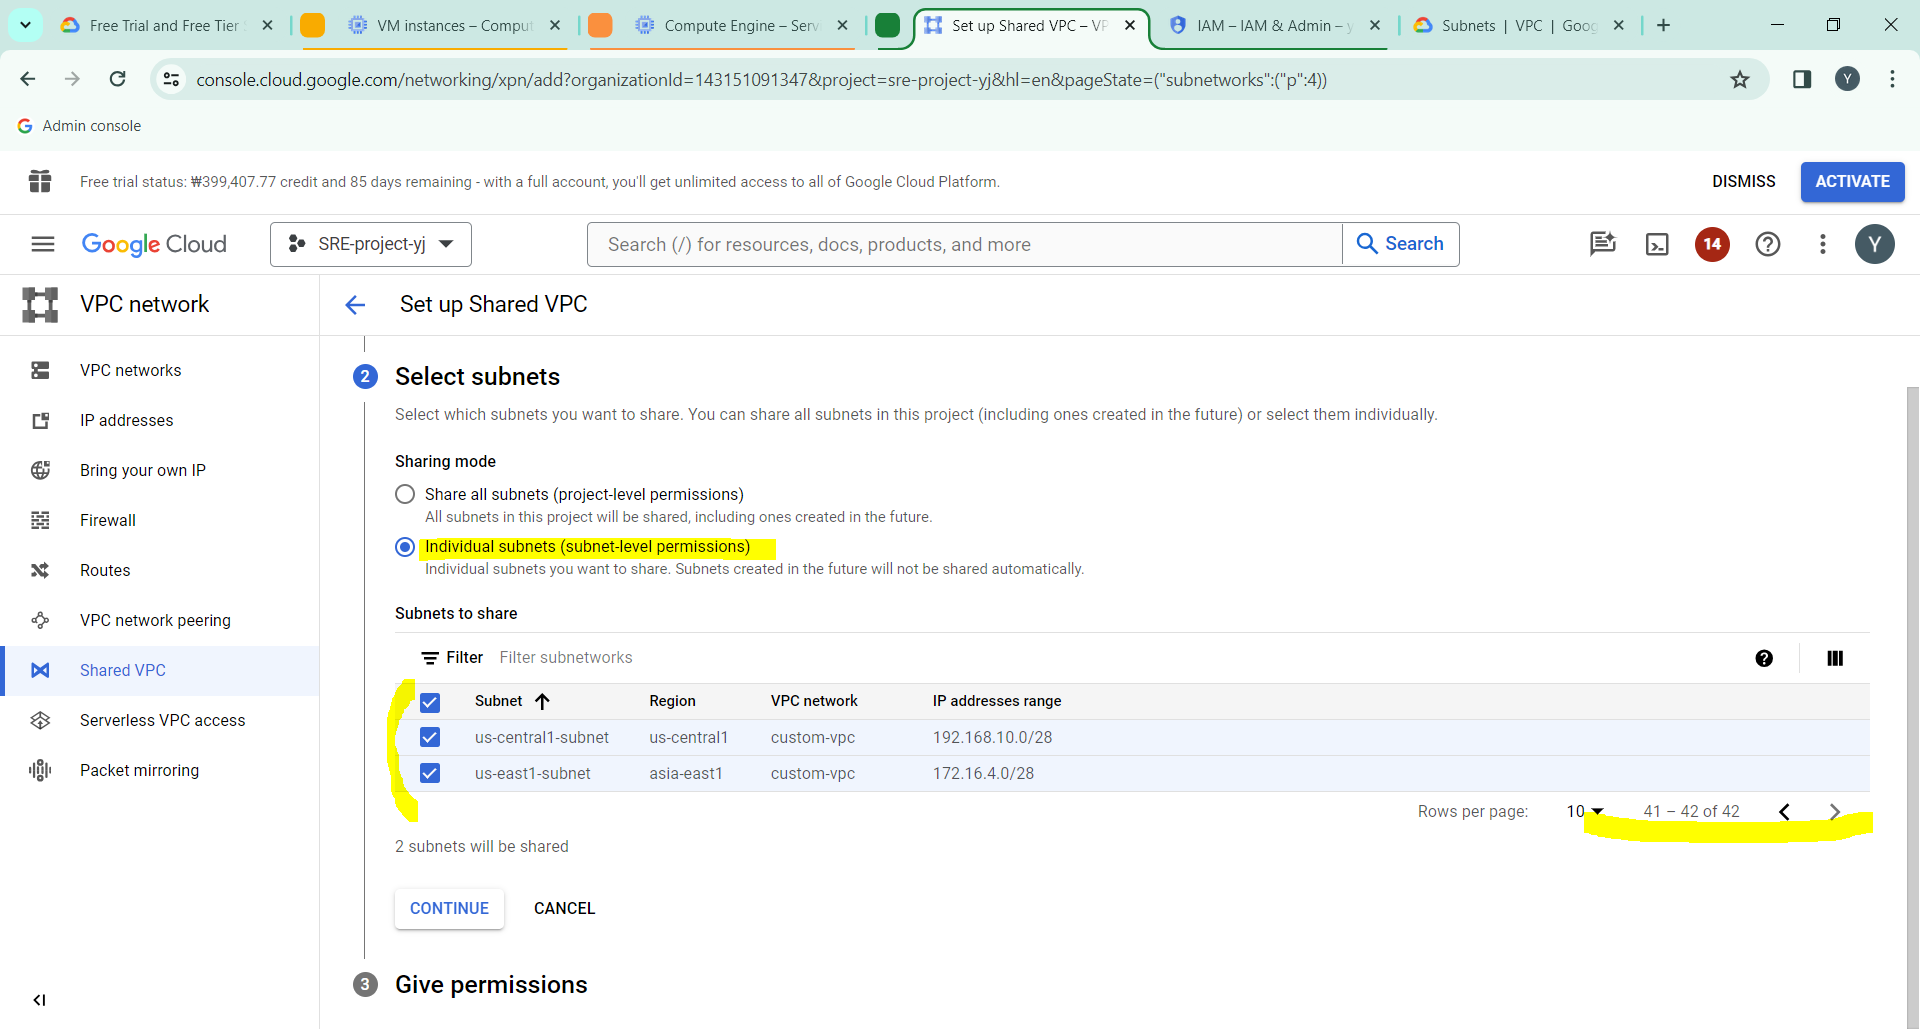 Free Trial and Free Tier
VM instances – Comput
Compute Engine – Servi
Set up Shared VPC – VP
IAM – IAM & Admin – y
Subnets | VPC | Goog
console.cloud.google.com/networking/xpn/add?organizationId=143151091347&project=sre-project-yj&hl=en&pageState=("subnetworks":("p":4))
Y
Admin console
Free trial status: ₩399,407.77 credit and 85 days remaining - with a full account, you'll get unlimited access to all of Google Cloud Platform.
DISMISS
ACTIVATE
Google Cloud
SRE-project-yj
Search (/) for resources, docs, products, and more
Search
14
Y
VPC network
Set up Shared VPC
VPC networks
IP addresses
Bring your own IP
Firewall
Routes
VPC network peering
Shared VPC
Serverless VPC access
Packet mirroring
2 Select subnets
Select which subnets you want to share. You can share all subnets in this project (including ones created in the future) or select them individually.
Sharing mode
Share all subnets (project-level permissions)
All subnets in this project will be shared, including ones created in the future.
Individual subnets (subnet-level permissions)
Individual subnets you want to share. Subnets created in the future will not be shared automatically.
Subnets to share
Filter Filter subnetworks
Subnet Region VPC network IP addresses range
us-central1-subnet us-central1 custom-vpc 192.168.10.0/28
us-east1-subnet asia-east1 custom-vpc 172.16.4.0/28
Rows per page: 10 41 – 42 of 42
2 subnets will be shared
CONTINUE CANCEL
3 Give permissions